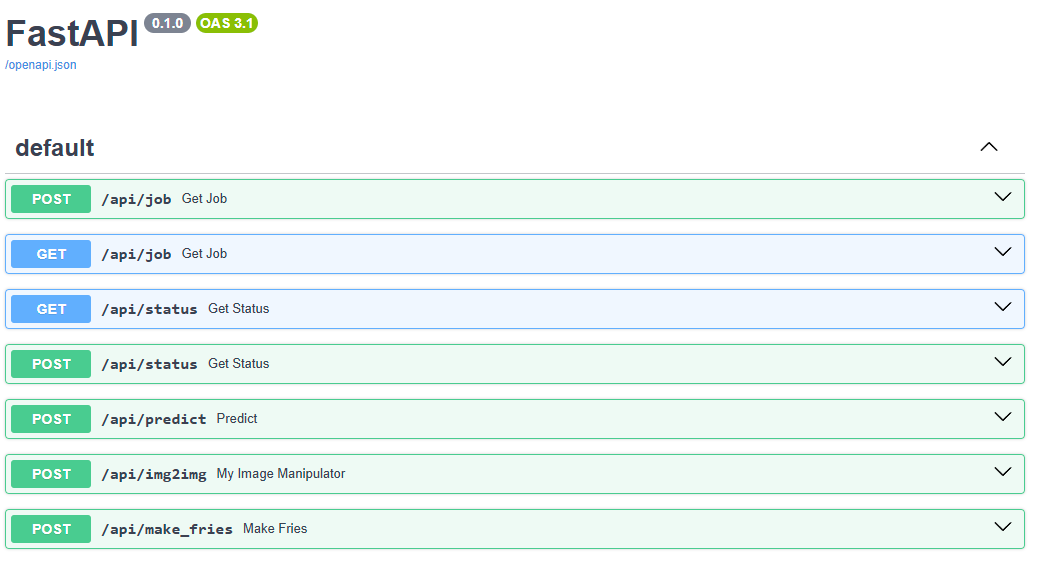 FastAPI 0.1.0 OAS 3.1
/openapi.json
default
POST /api/job Get Job
GET /api/job Get Job
GET /api/status Get Status
POST /api/status Get Status
POST /api/predict Predict
POST /api/img2img My Image Manipulator
POST /api/make_fries Make Fries